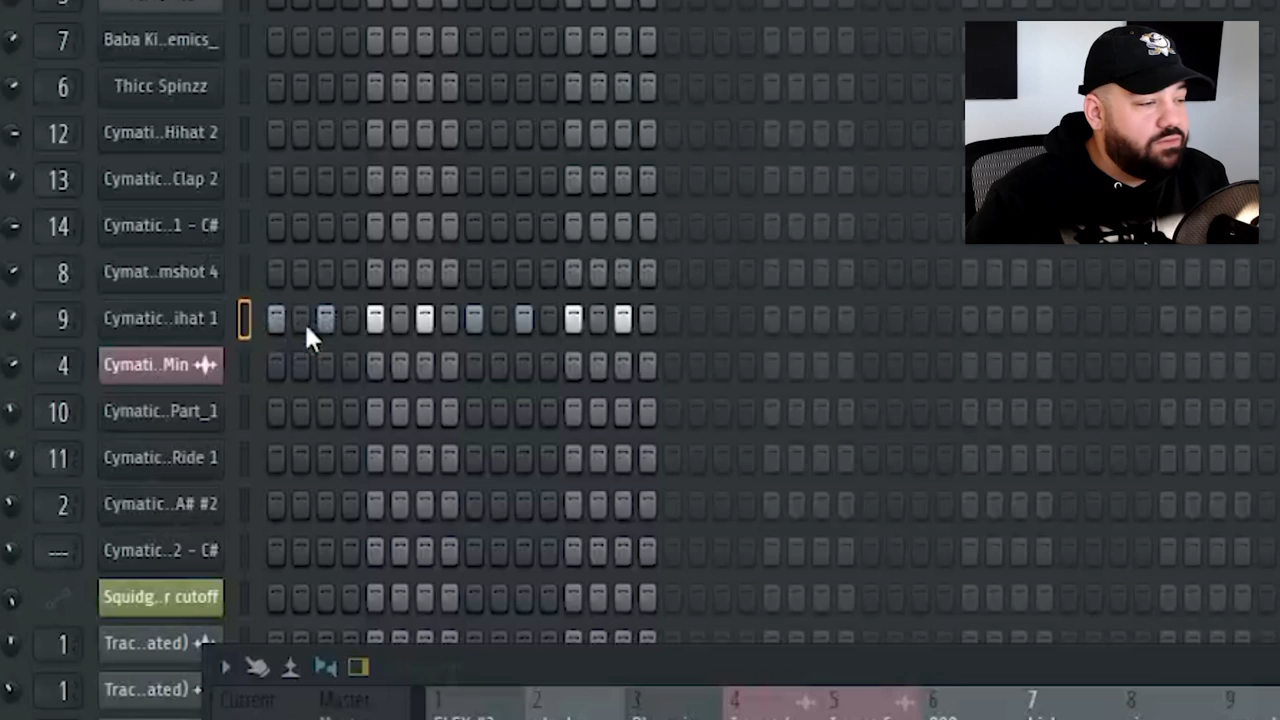 7 Baba Ki..emics_
6 Thicc Spinzz
12 Cymati..Hihat 2
13 Cymatic..Clap 2
14 Cymatic..1 - C#
8 Cymat..mshot 4
9 Cymatic..ihat 1
4 Cymati..Min
10 Cymatic..Part_1
11 Cymatic..Ride 1
2 Cymatic..A# #2
--- Cymatic..2 - C#
Squidg..r cutoff
1 Trac..ated)
1 Trac..ated)
Current Master 1 2 3 4 5 6 7 8 9